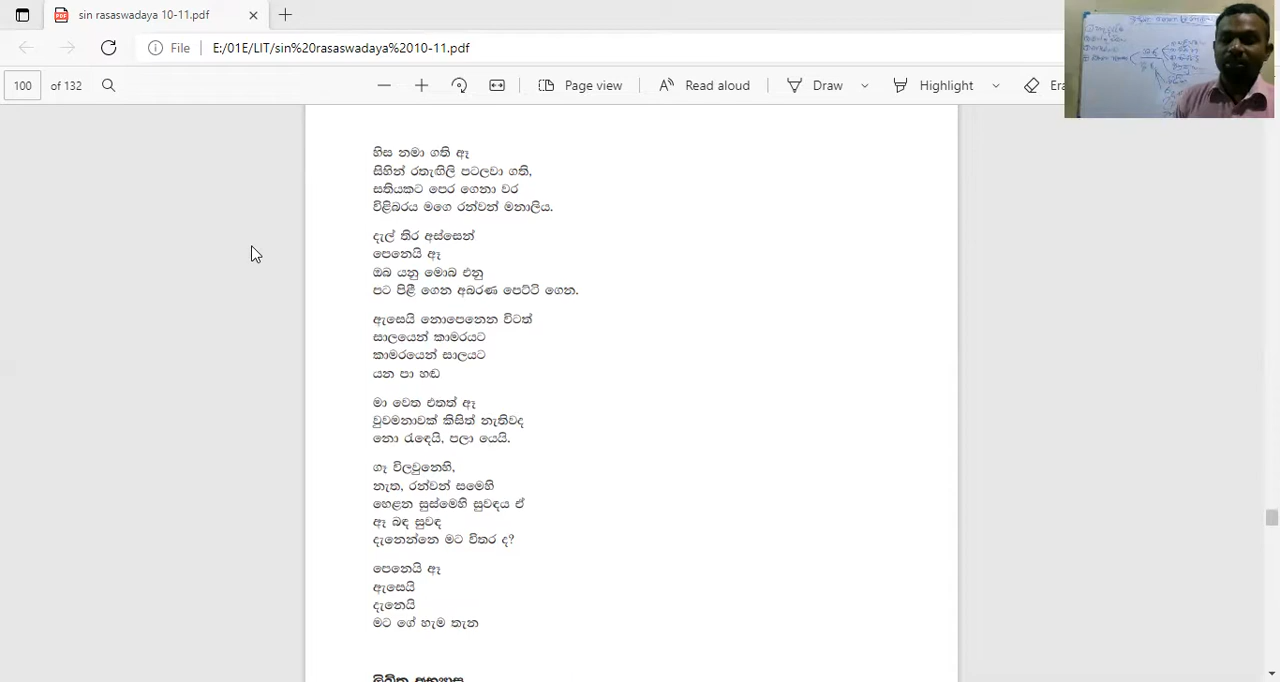 sin rasaswadaya 10-11.pdf
File E:/01E/LIT/sin%20rasaswadaya%2010-11.pdf
100 of 132 Page view Read aloud Draw Highlight Era
හිස නමා ගති ඈ
සිහින් රතැඟිලි පටලවා ගති,
සතියකට පෙර ගෙනා වර
විළිබරය මගෙ රන්වන් මනාලිය.
දැල් තිර අස්සෙන්
පෙනෙයි ඈ
ඔබ යනු මොබ එනු
පට පිළී ගෙන අබරණ පෙට්ටි ගෙන.
ඇසෙයි නොපෙනෙන විටත්
සාලයෙන් කාමරයට
කාමරයෙන් සාලයට
යන පා හඬ
මා වෙත එතත් ඈ
වුවමනාවක් කිසිත් නැතිවද
නො රැඳෙයි, පලා යෙයි.
ගෑ විලවුනෙහි,
නැත, රන්වන් සමෙහි
හෙළන සුස්මෙහි සුවඳය ඒ
ඈ බඳ සුවඳ
දැනෙන්නෙ මට විතර ද?
පෙනෙයි ඈ
ඇසෙයි
දැනෙයි
මට ගේ හැම තැන
ලිඛිත අභ්‍යාස